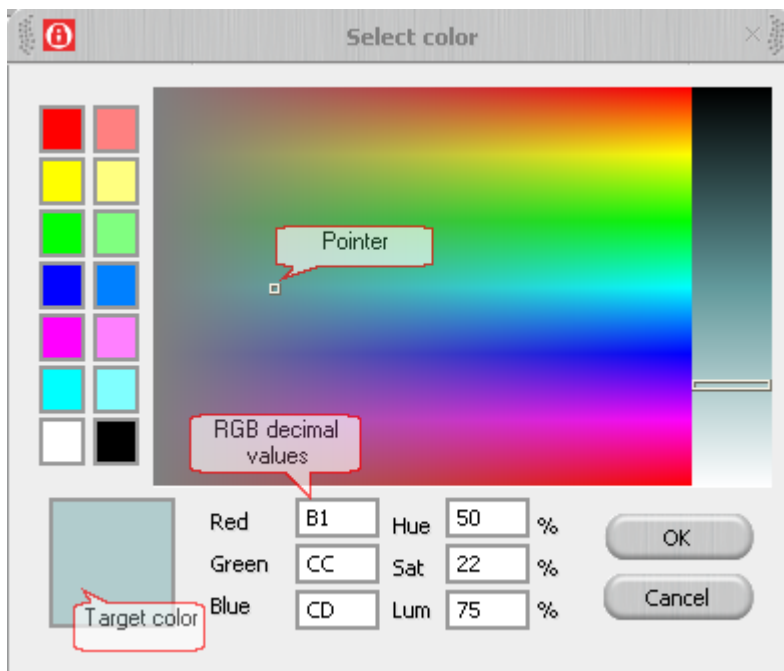 Select color
Pointer
RGB decimal
values
Red B1 Hue 50 %
Green CC Sat 22 %
Blue CD Lum 75 %
OK
Cancel
Target color